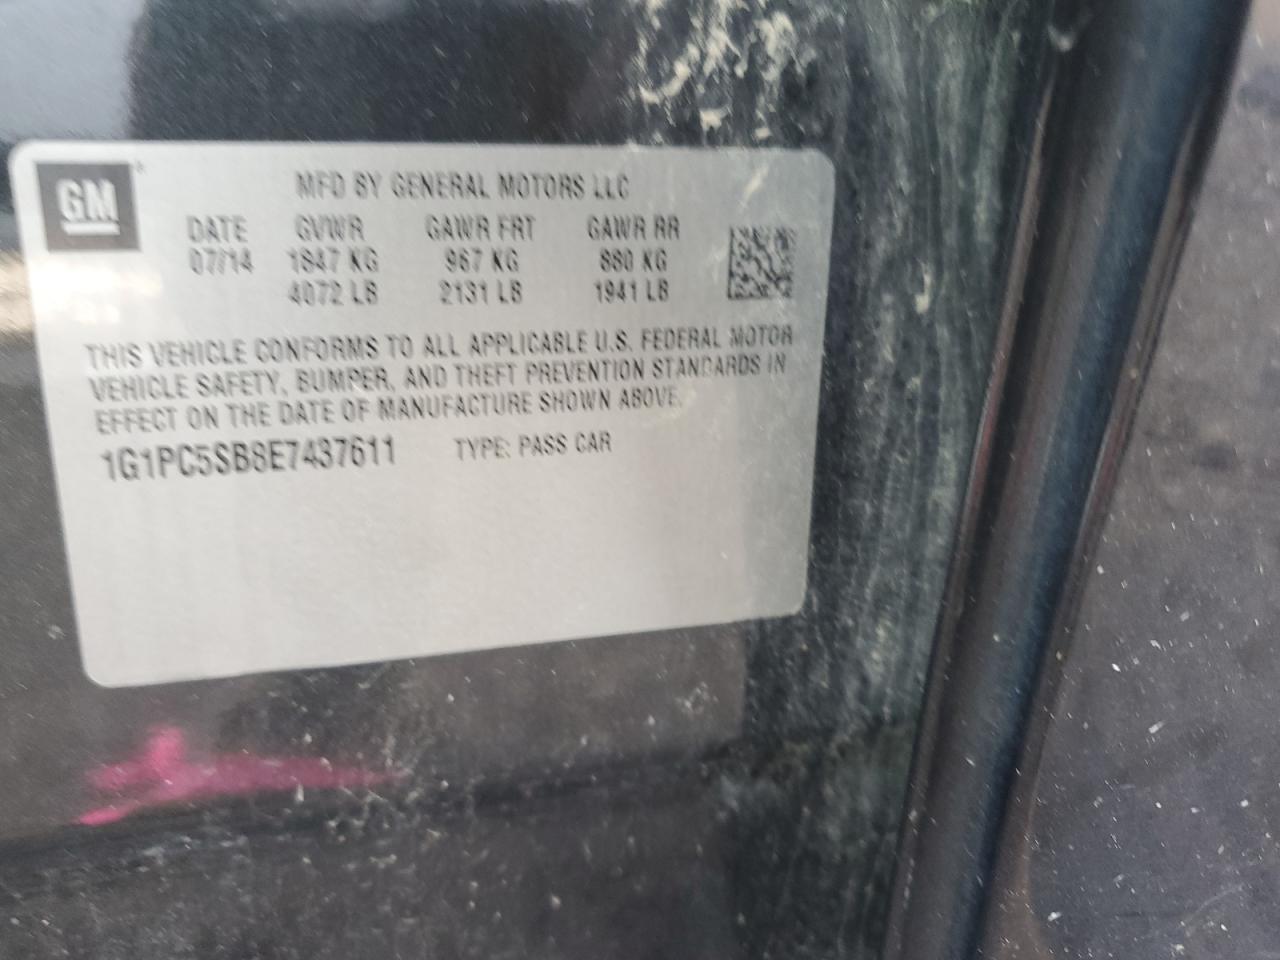 GM
MFD BY GENERAL MOTORS LLC
DATE GVWR GAWR FRT GAWR RR
07/14 1847 KG 967 KG 880 KG
4072 LB 2131 LB 1941 LB
THIS VEHICLE CONFORMS TO ALL APPLICABLE U.S. FEDERAL MOTOR
VEHICLE SAFETY, BUMPER, AND THEFT PREVENTION STANDARDS IN
EFFECT ON THE DATE OF MANUFACTURE SHOWN ABOVE.
1G1PC5SB8E7437611 TYPE: PASS CAR